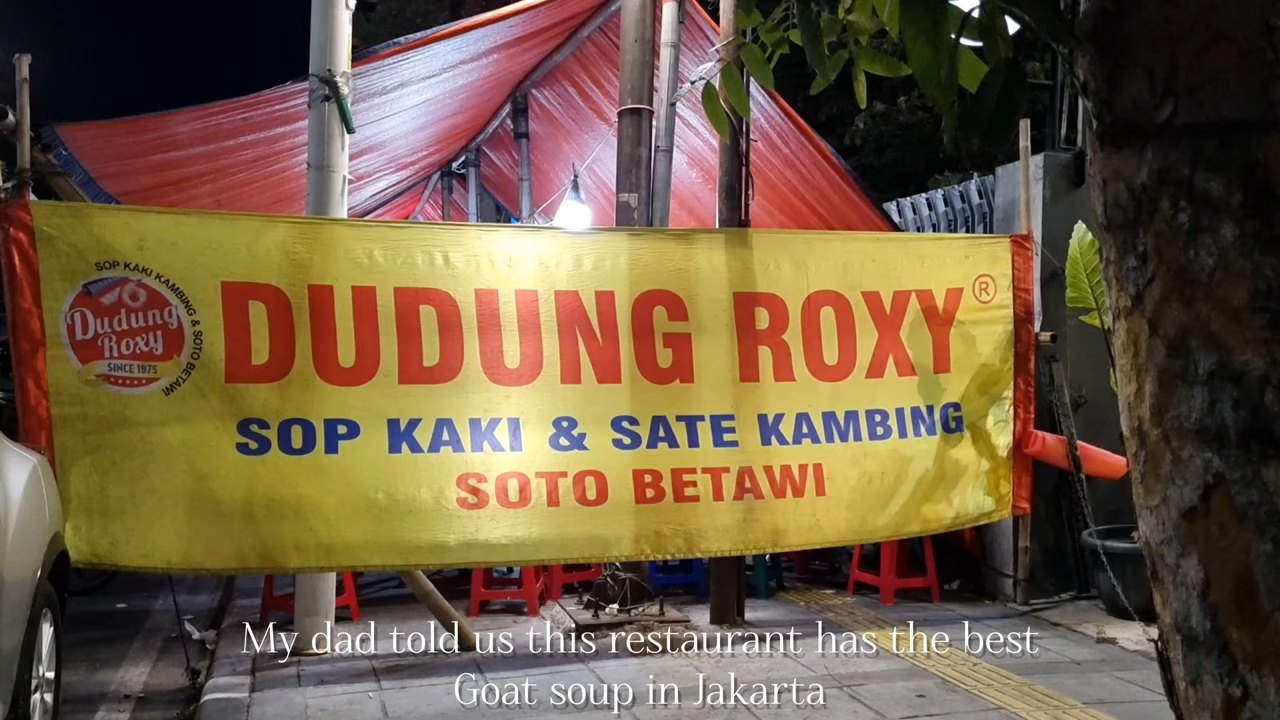 SOP KAKI KAMBING & SOTO BETAWI
Dudung
Roxy
SINCE 1975
DUDUNG ROXY ®
SOP KAKI & SATE KAMBING
SOTO BETAWI
My dad told us this restaurant has the best
Goat soup in Jakarta